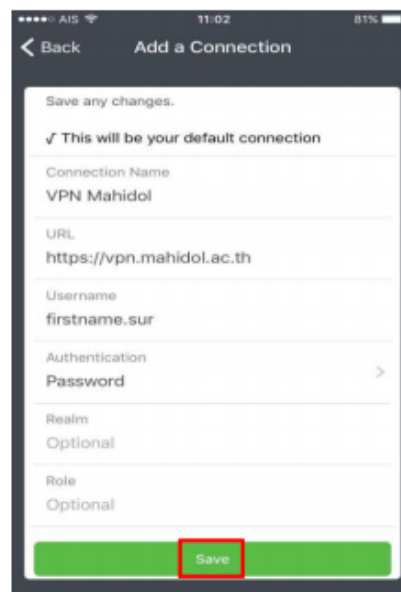 AIS 11:02 81%
Back Add a Connection
Save any changes.
√ This will be your default connection
Connection Name
VPN Mahidol
URL
https://vpn.mahidol.ac.th
Username
firstname.sur
Authentication
Password
Realm
Optional
Role
Optional
Save